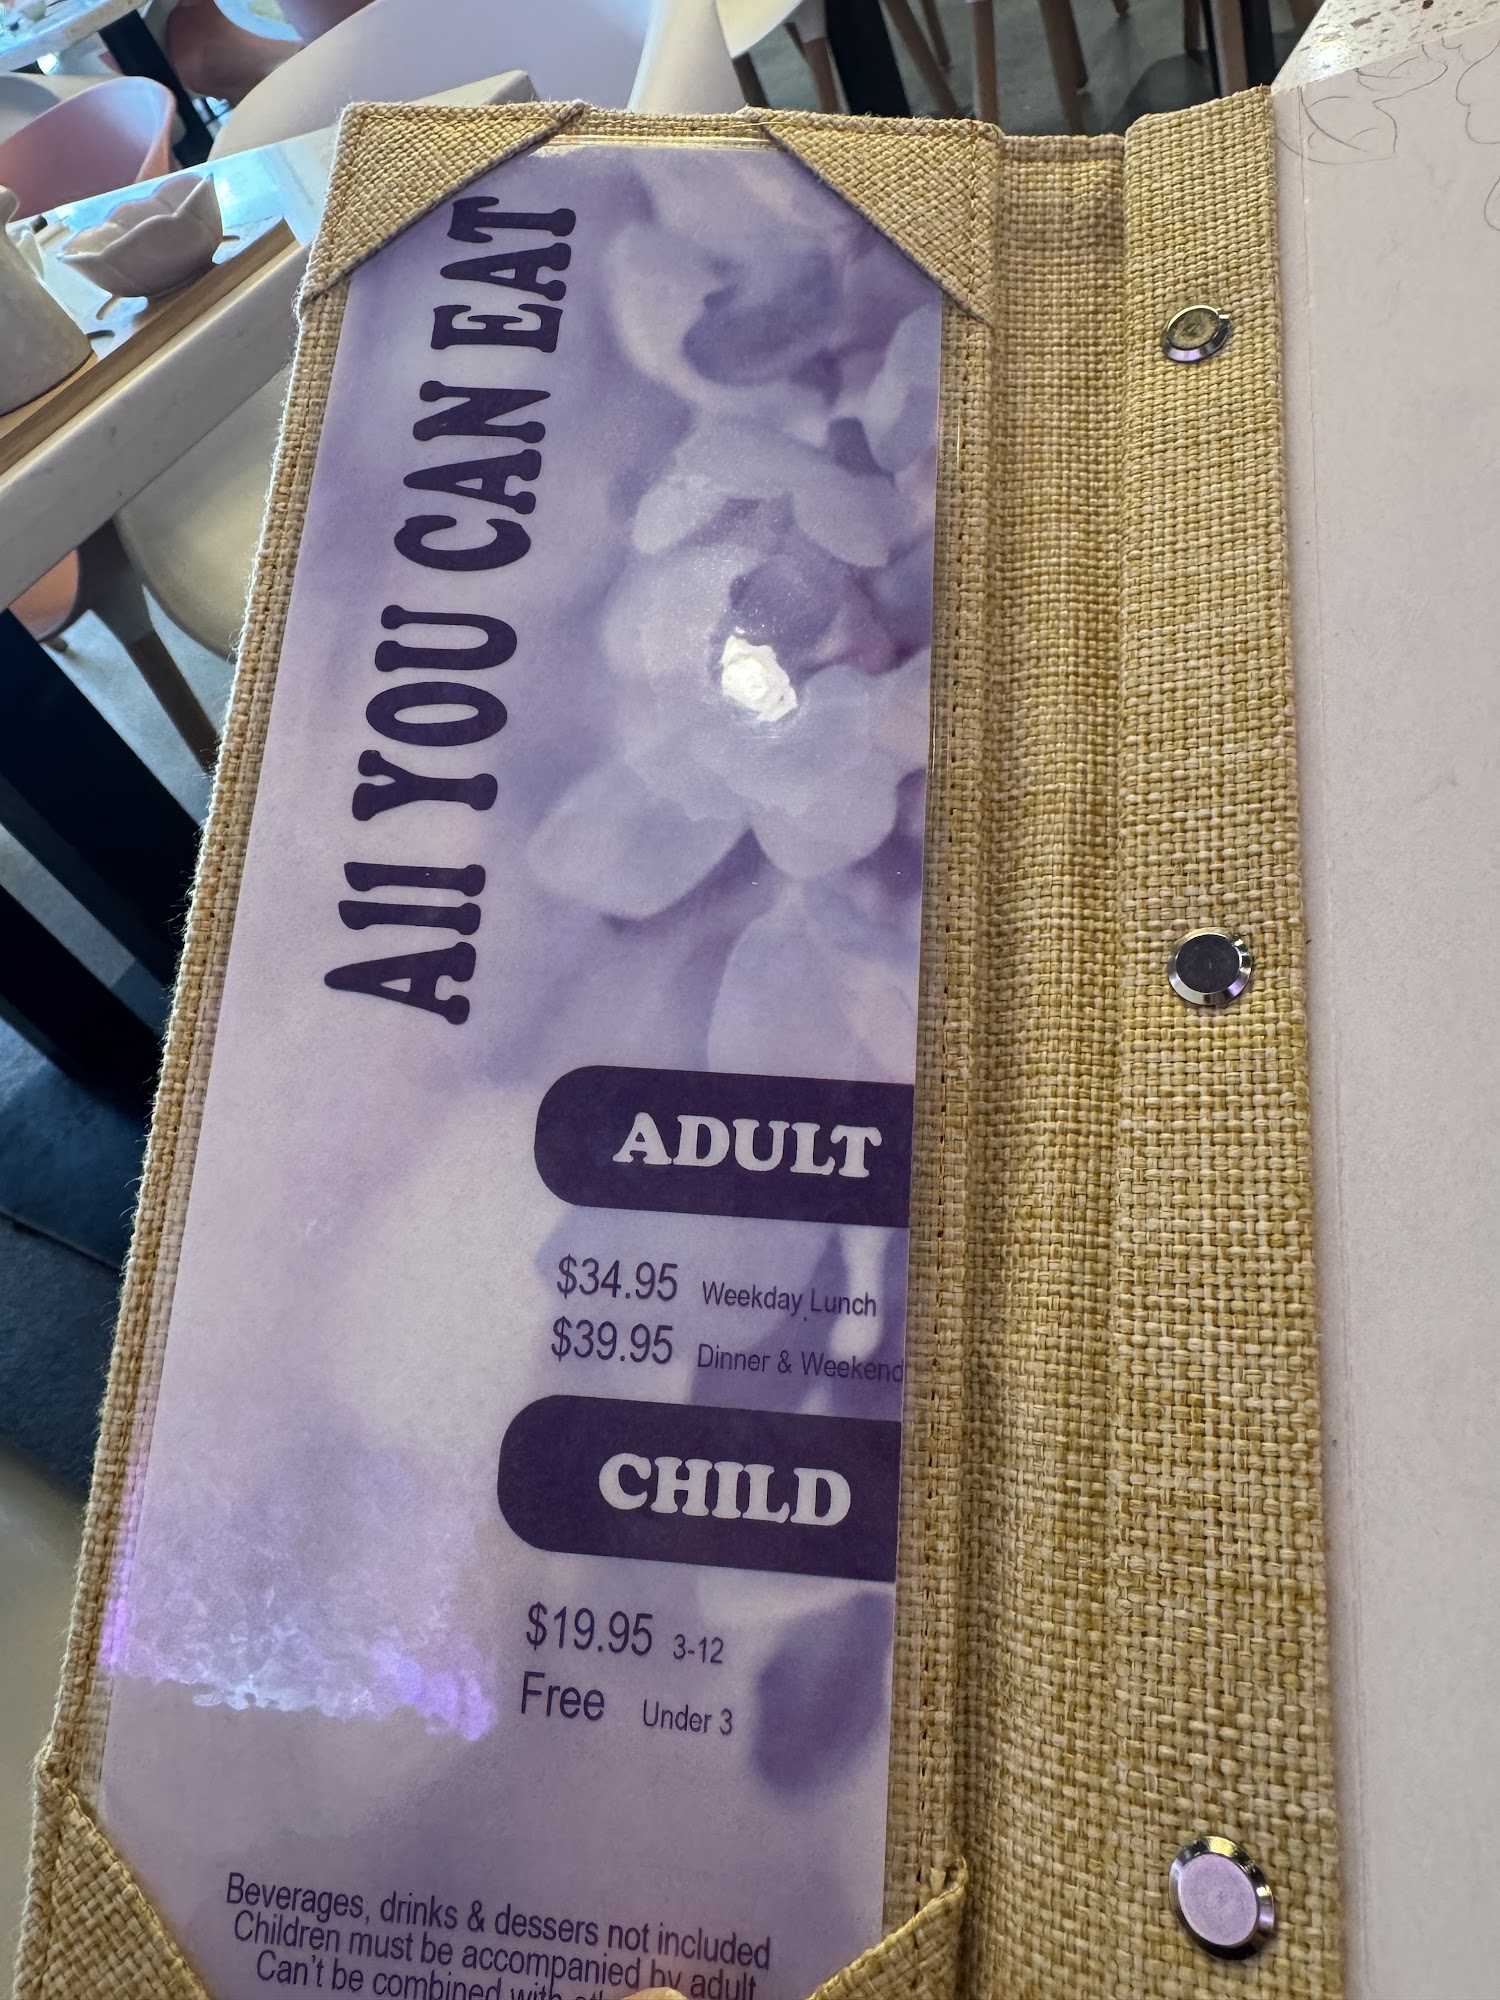 All YOU CAN EAT
ADULT
$34.95 Weekday Lunch
$39.95 Dinner & Weekend
CHILD
$19.95 3-12
Free Under 3
Beverages, drinks & dessers not included
Children must be accompanied by adult
Can't be combined with